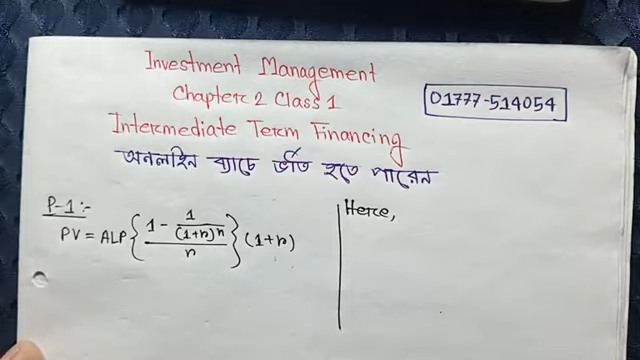 Investment Management
Chapter 2 Class 1
01777-514054
Intermediate Term Financing
অনলাইন ব্যাচে ভর্তি হতে পারেন
P-1:-
PV = ALP { (1 - 1/(1+r)^n) / r } (1+r)
Here,